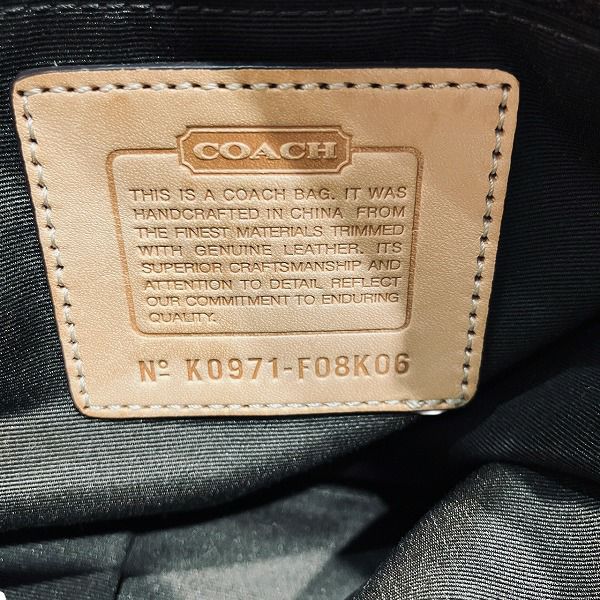 COACH
THIS IS A COACH BAG. IT WAS
HANDCRAFTED IN CHINA FROM
THE FINEST MATERIALS TRIMMED
WITH GENUINE LEATHER. ITS
SUPERIOR CRAFTSMANSHIP AND
ATTENTION TO DETAIL REFLECT
OUR COMMITMENT TO ENDURING
QUALITY.
Nº K0971-F08K06